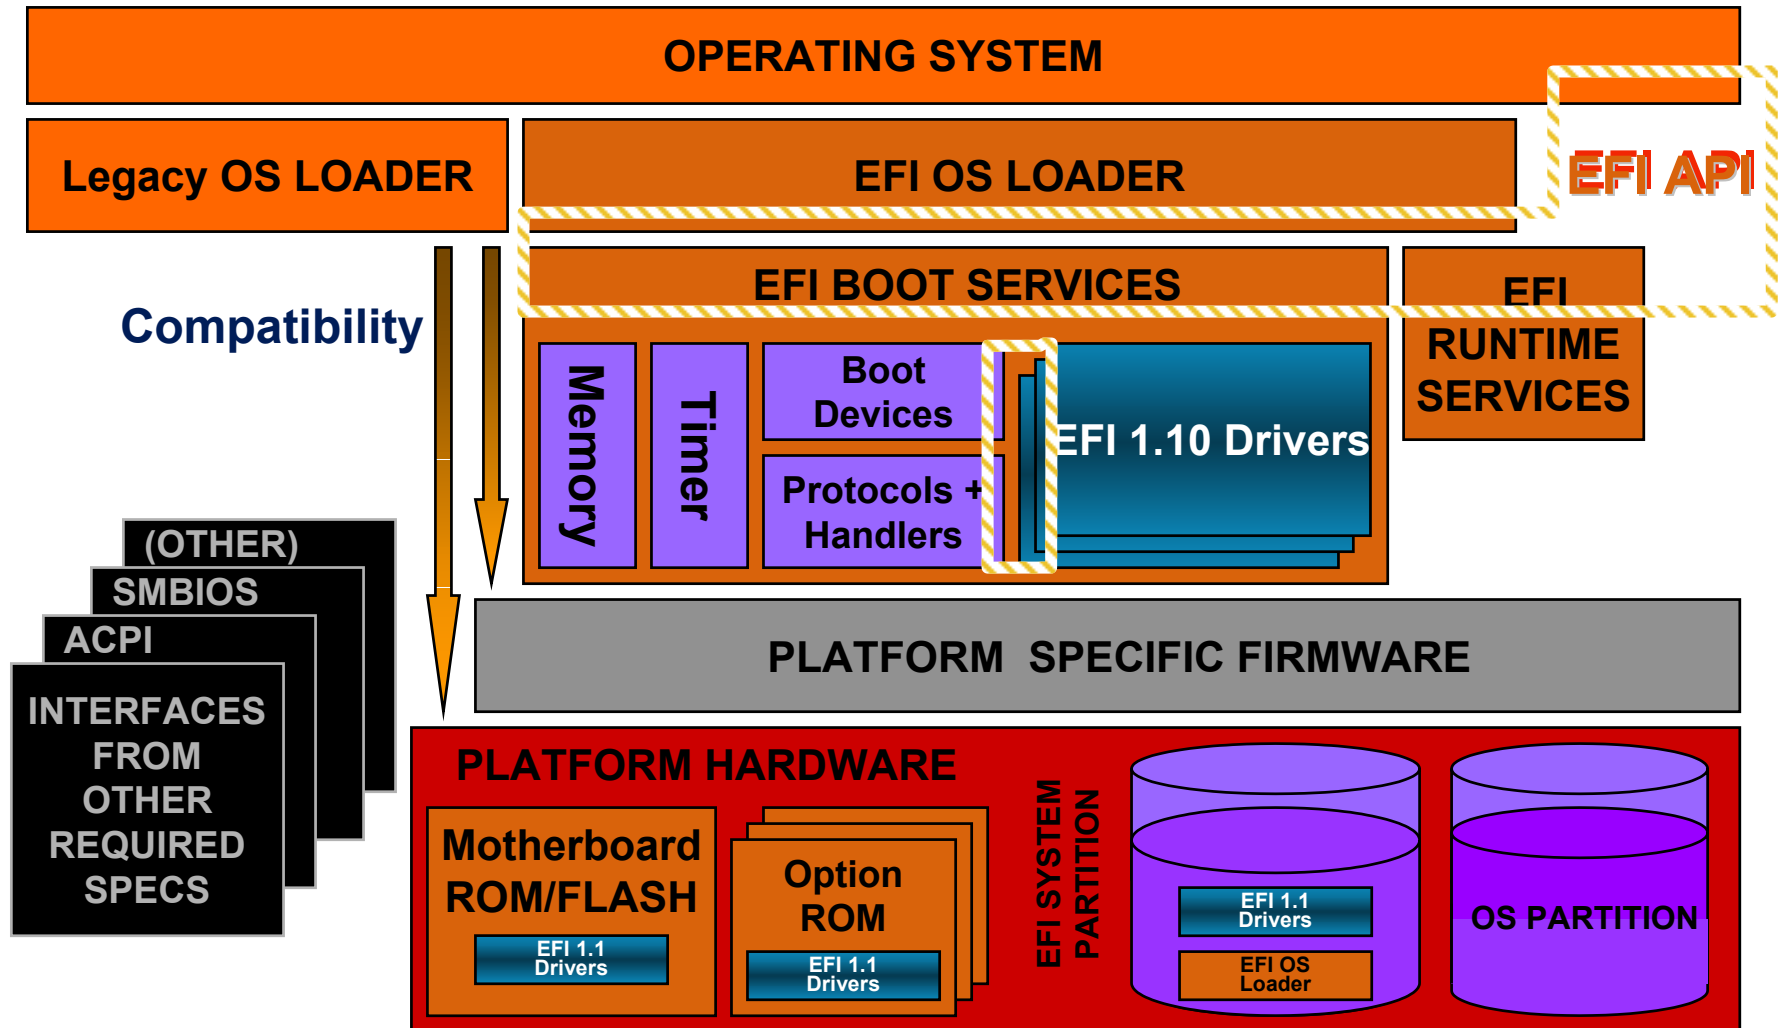 OPERATING SYSTEM
Legacy OS LOADER
EFI OS LOADER
EFI API
EFI BOOT SERVICES
EFI
RUNTIME
SERVICES
Compatibility
Memory
Timer
Boot
Devices
Protocols +
Handlers
EFI 1.10 Drivers
(OTHER)
SMBIOS
ACPI
INTERFACES
FROM
OTHER
REQUIRED
SPECS
PLATFORM SPECIFIC FIRMWARE
PLATFORM HARDWARE
Motherboard
ROM/FLASH
EFI 1.1
Drivers
Option
ROM
EFI 1.1
Drivers
EFI SYSTEM
PARTITION
EFI 1.1
Drivers
EFI OS
Loader
OS PARTITION